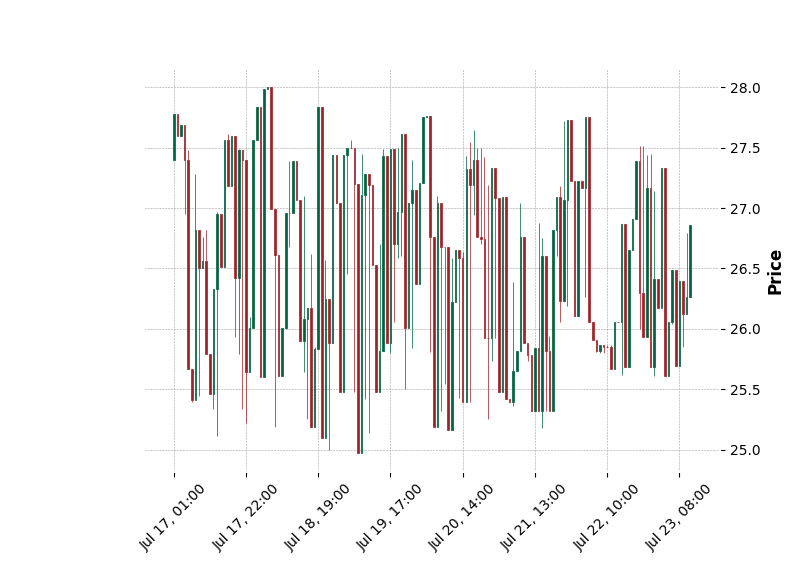 28.0
27.5
27.0
26.5
26.0
25.5
25.0
Price
Jul 17, 01:00
Jul 17, 22:00
Jul 18, 19:00
Jul 19, 17:00
Jul 20, 14:00
Jul 21, 13:00
Jul 22, 10:00
Jul 23, 08:00